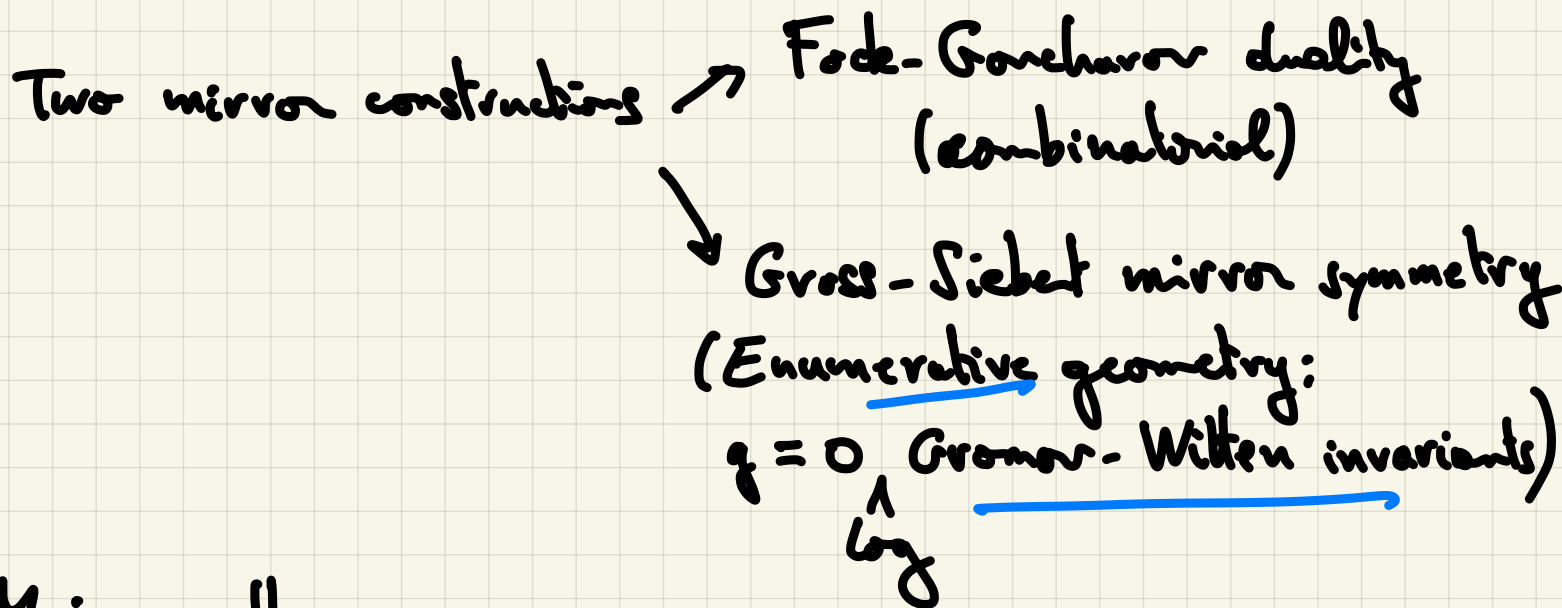 Two mirror constructions ↗ Fock-Goncharov duality
(combinatorial)
↘ Gross-Siebert mirror symmetry
(Enumerative geometry:
g = 0 ^ Gromov-Witten invariants)
log